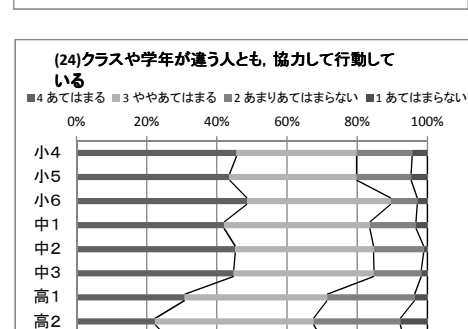 (24)クラスや学年が違う人とも，協力して行動して
いる
■4 あてはまる ■3 ややあてはまる ■2 あまりあてはまらない ■1 あてはまらない
0% 20% 40% 60% 80% 100%
小4
小5
小6
中1
中2
中3
高1
高2